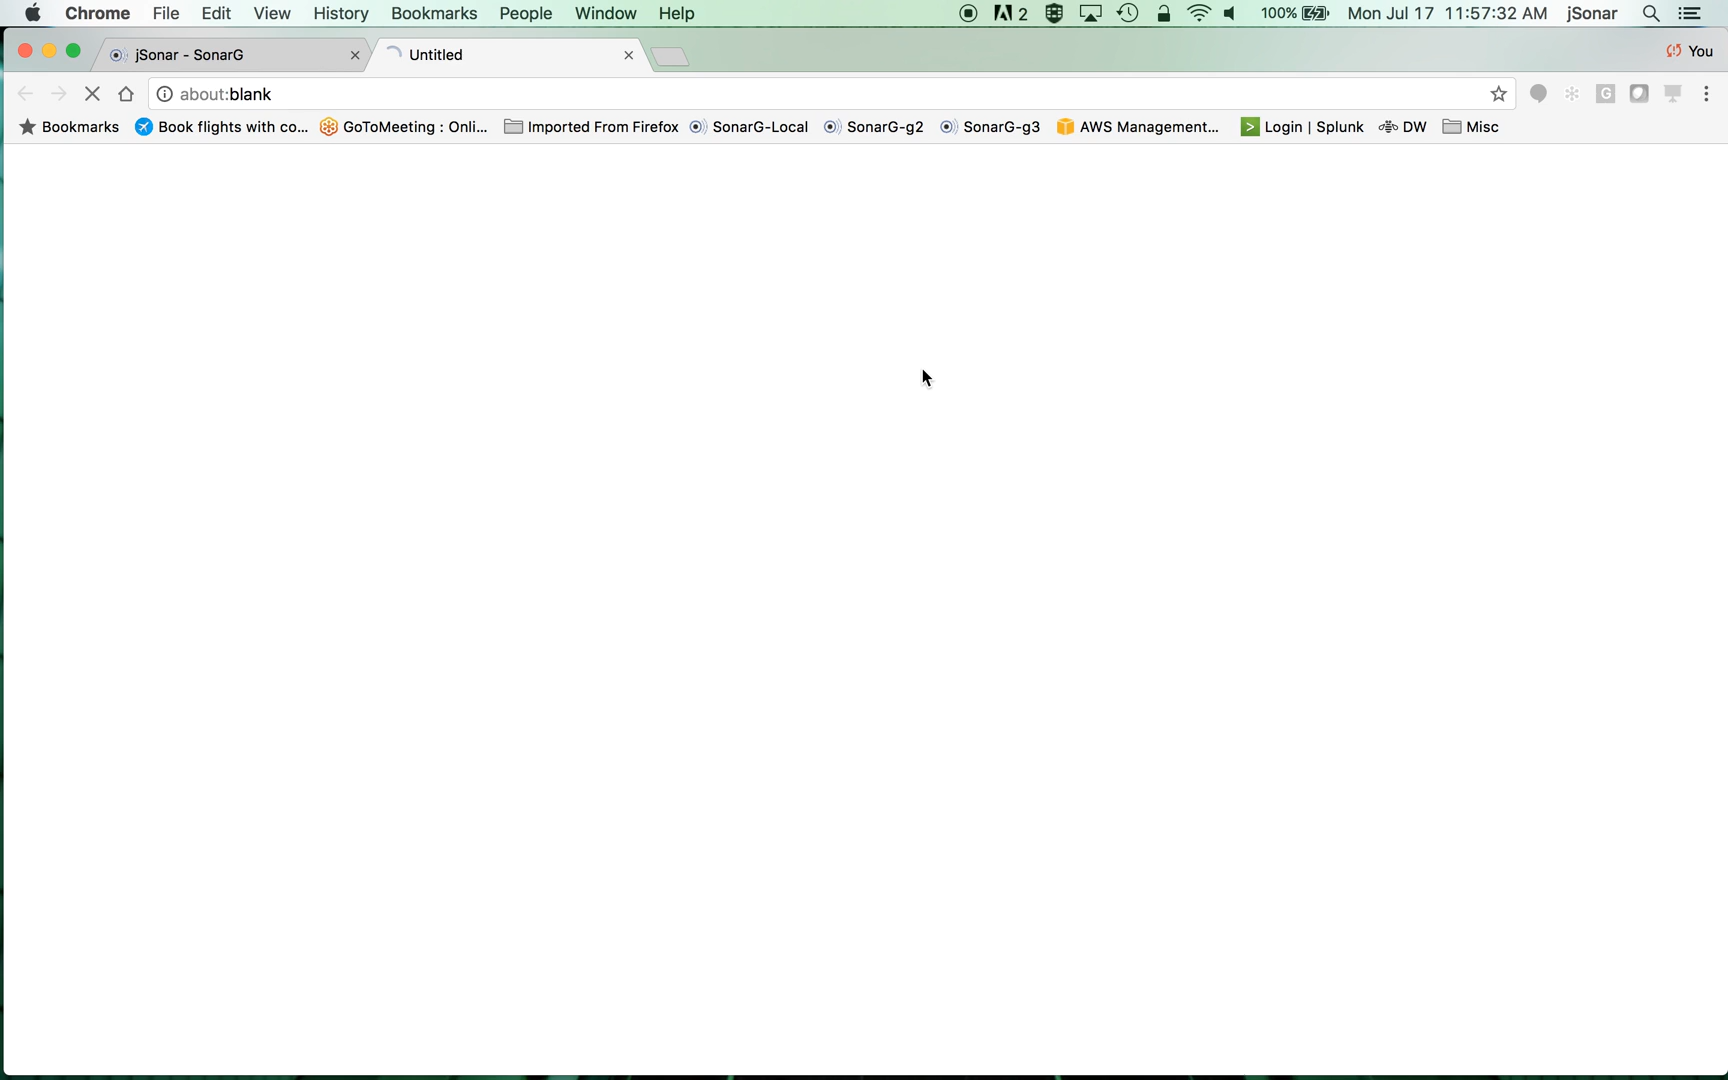 Chrome File Edit View History Bookmarks People Window Help 2 100% Mon Jul 17 11:57:32 AM jSonar
jSonar - SonarG Untitled You
about:blank G
Bookmarks Book flights with co... GoToMeeting : Onli... Imported From Firefox SonarG-Local SonarG-g2 SonarG-g3 AWS Management... Login | Splunk DW Misc